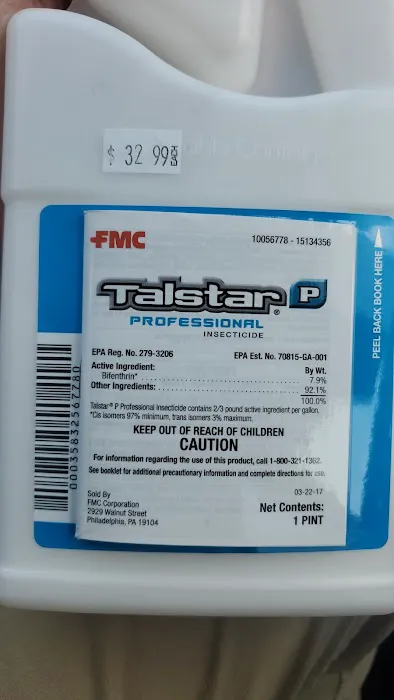 $ 32 99
FMC
10056778 - 15134356
Talstar® P
PROFESSIONAL
INSECTICIDE
PEEL BACK BOOK HERE
EPA Reg. No. 279-3206 EPA Est. No. 70815-GA-001
Active Ingredient: By Wt.
Bifenthrin* 7.9%
Other Ingredients: 92.1%
100.0%
Talstar® P Professional Insecticide contains 2/3 pound active ingredient per gallon.
*Cis isomers 97% minimum, trans isomers 3% maximum.
KEEP OUT OF REACH OF CHILDREN
CAUTION
For information regarding the use of this product, call 1-800-321-1362.
See booklet for additional precautionary information and complete directions for use.
03-22-17
Sold By
FMC Corporation
2929 Walnut Street
Philadelphia, PA 19104
Net Contents:
1 PINT
00035832567780